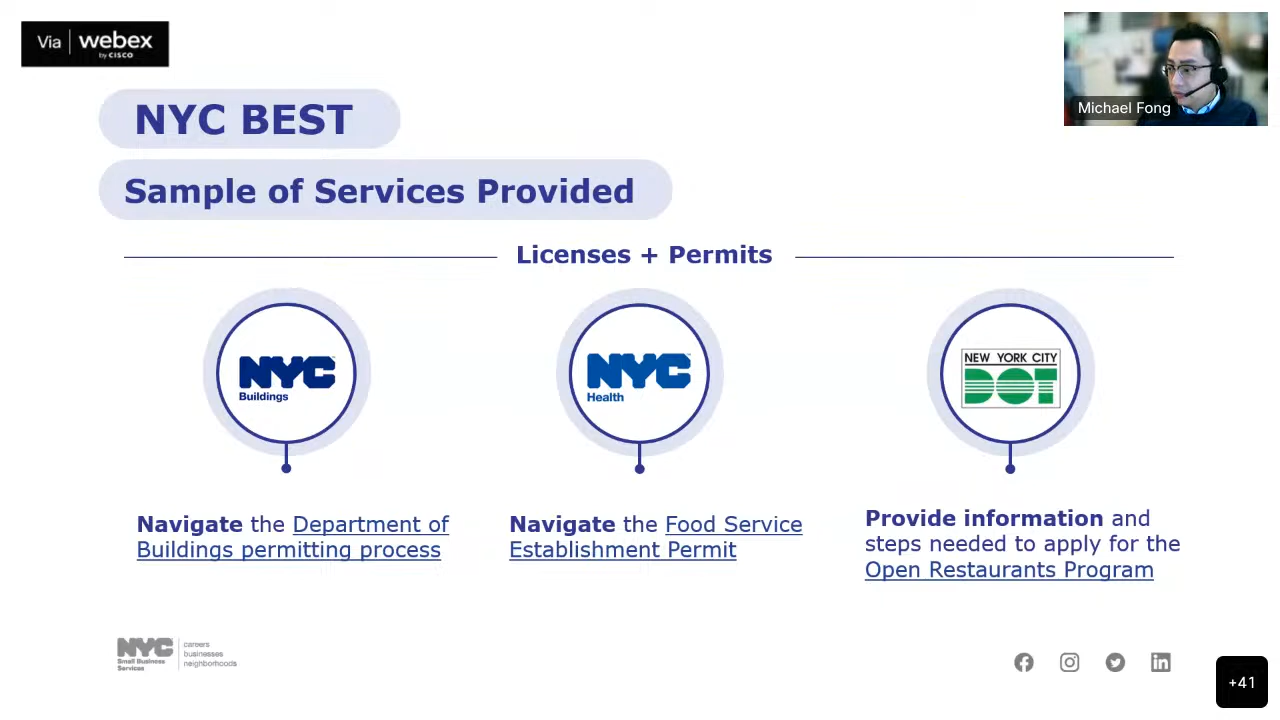 Via | webex
by CISCO
Michael Fong
NYC BEST
Sample of Services Provided
Licenses + Permits
NYC
Buildings
NYC
Health
NEW YORK CITY
DOT
Navigate the Department of
Buildings permitting process
Navigate the Food Service
Establishment Permit
Provide information and
steps needed to apply for the
Open Restaurants Program
NYC
Small Business
Services
careers
businesses
neighborhoods
+41